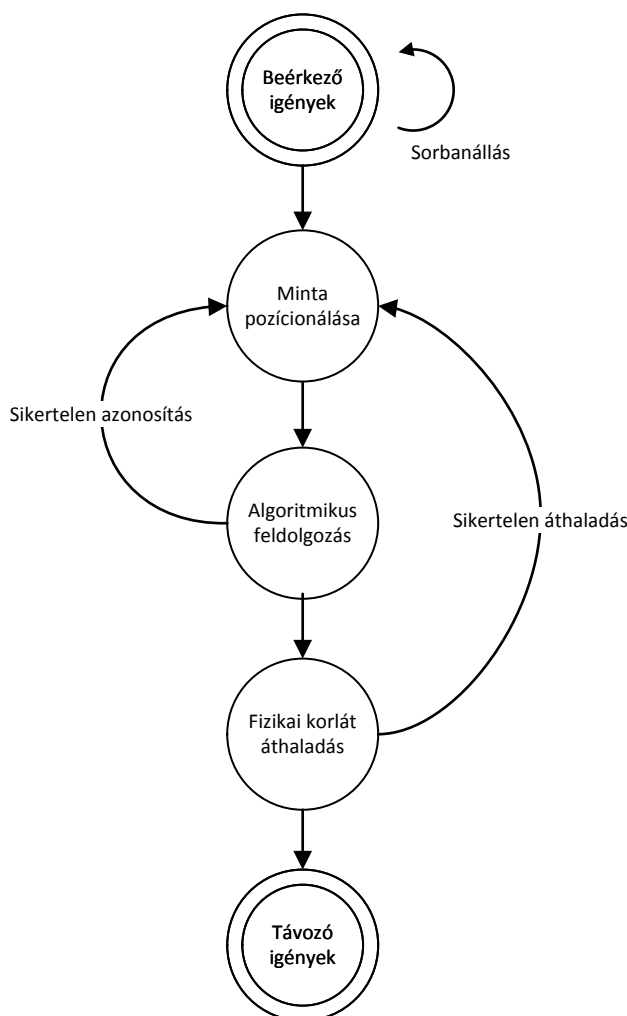 Beérkező
igények
Sorbanállás
Minta
pozícionálása
Sikertelen azonosítás
Algoritmikus
feldolgozás
Sikertelen áthaladás
Fizikai korlát
áthaladás
Távozó
igények